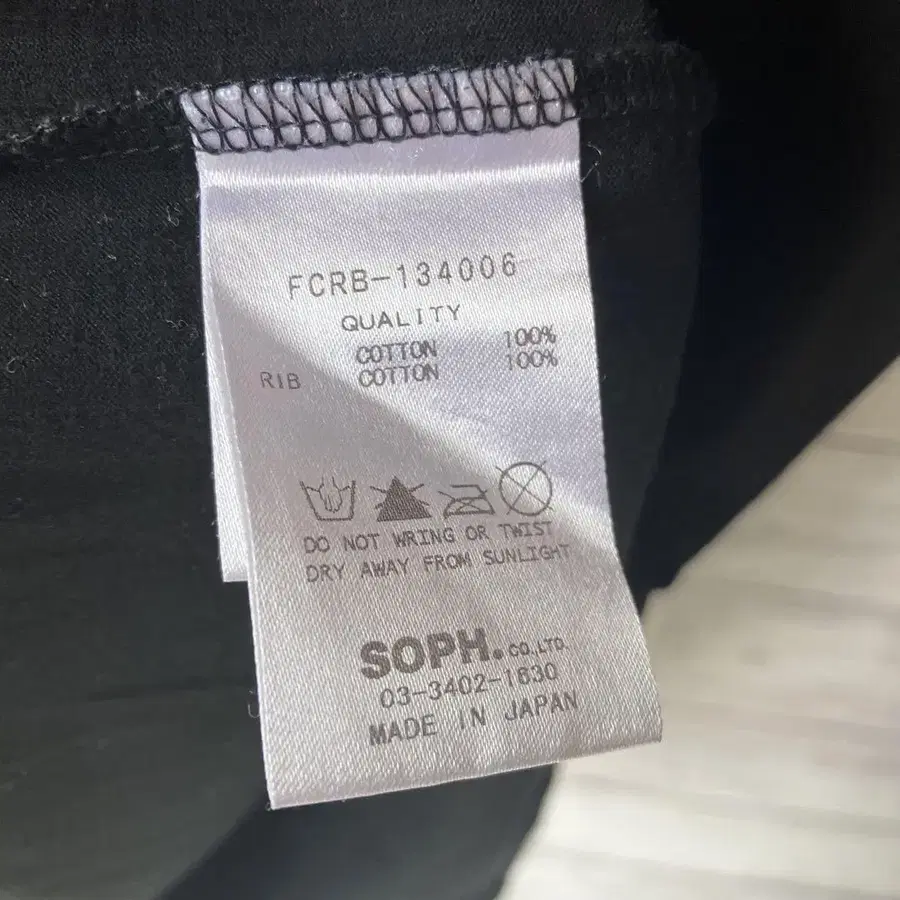 FCRB-134006
QUALITY
COTTON 100%
RIB COTTON 100%
DO NOT WRING OR TWIST
DRY AWAY FROM SUNLIGHT
SOPH. CO.,LTD.
03-3402-1630
MADE IN JAPAN